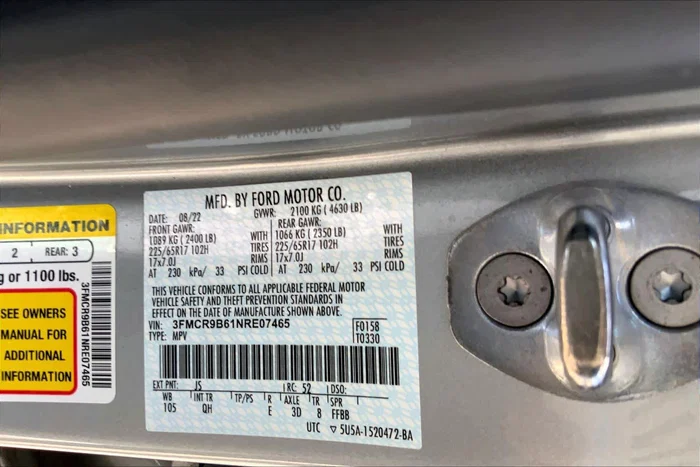 INFORMATION
2 REAR: 3
g or 1100 lbs.
SEE OWNERS
MANUAL FOR
ADDITIONAL
INFORMATION
3FMCR9B61NRE07465
MFD. BY FORD MOTOR CO.
DATE: 08/22 GVWR: 2100 KG ( 4630 LB)
FRONT GAWR: REAR GAWR:
1089 KG ( 2400 LB) WITH 1066 KG ( 2350 LB) WITH
225/65R17 102H TIRES 225/65R17 102H TIRES
17x7.0J RIMS 17x7.0J RIMS
AT 230 kPa/ 33 PSI COLD AT 230 kPa/ 33 PSI COLD
THIS VEHICLE CONFORMS TO ALL APPLICABLE FEDERAL MOTOR
VEHICLE SAFETY AND THEFT PREVENTION STANDARDS IN
EFFECT ON THE DATE OF MANUFACTURE SHOWN ABOVE.
VIN: 3FMCR9B61NRE07465 F0158
TYPE: MPV T0330
EXT PNT: JS RC: 52 DSO:
WB INT TR TP/PS R AXLE TR SPR
105 QH E 3D 8 FFBB
UTC ▽ 5U5A-1520472-BA